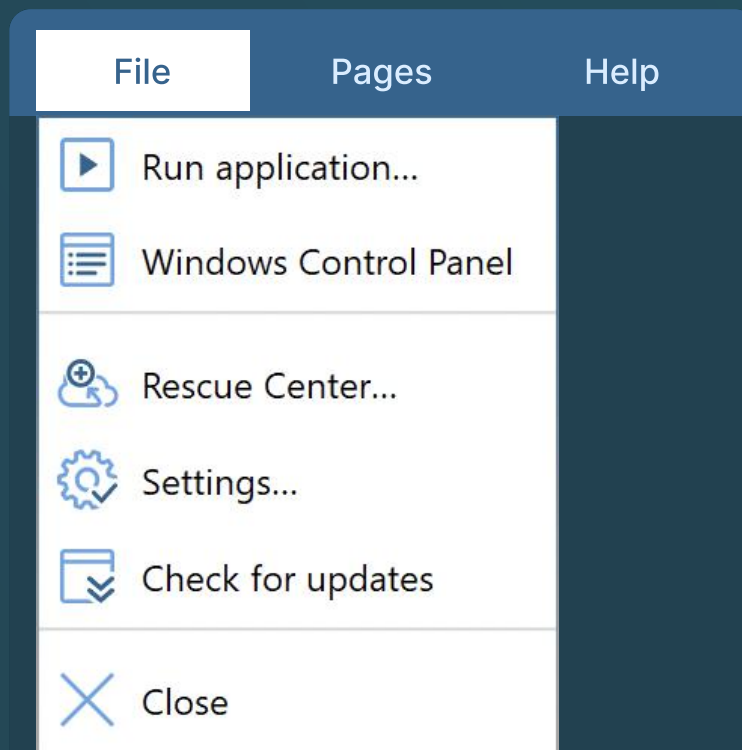 File Pages Help
Run application...
Windows Control Panel
Rescue Center...
Settings...
Check for updates
Close